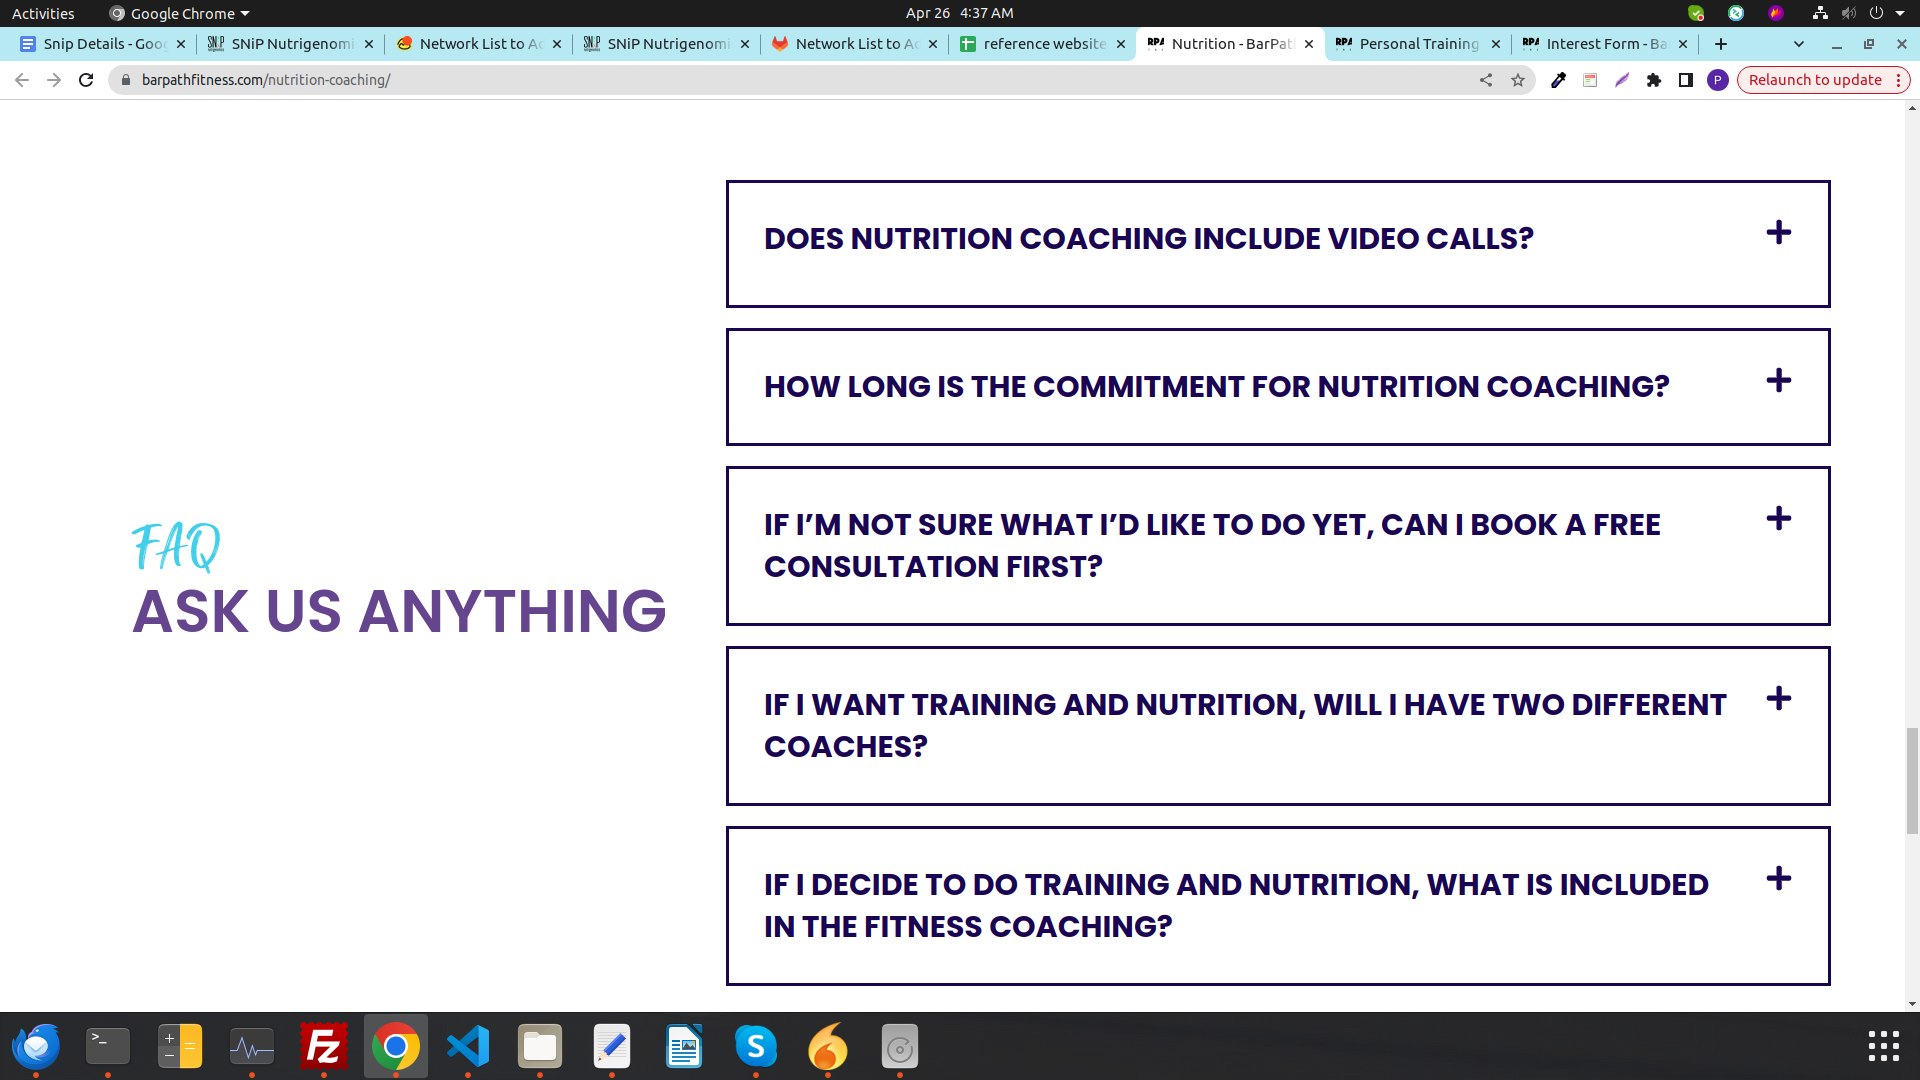 Activities
Google Chrome
Apr 26 4:37 AM
Snip Details - Goog
SNiP Nutrigenomi
Network List to Ac
SNiP Nutrigenomi
Network List to Ac
reference website
Nutrition - BarPat
Personal Training
Interest Form - Ba
barpathfitness.com/nutrition-coaching/
P
Relaunch to update
DOES NUTRITION COACHING INCLUDE VIDEO CALLS?
HOW LONG IS THE COMMITMENT FOR NUTRITION COACHING?
IF I’M NOT SURE WHAT I’D LIKE TO DO YET, CAN I BOOK A FREE
CONSULTATION FIRST?
FAQ
ASK US ANYTHING
IF I WANT TRAINING AND NUTRITION, WILL I HAVE TWO DIFFERENT
COACHES?
IF I DECIDE TO DO TRAINING AND NUTRITION, WHAT IS INCLUDED
IN THE FITNESS COACHING?